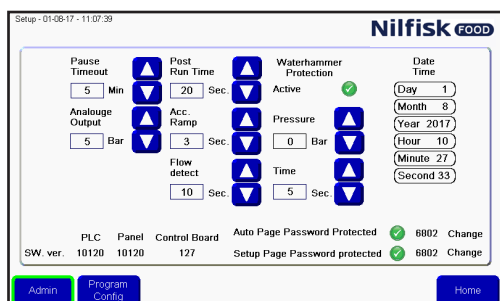 Setup - 01-08-17 - 11:07:39
Nilfisk FOOD
Pause Timeout
5 Min
Analouge Output
5 Bar
Post Run Time
20 Sec.
Acc. Ramp
3 Sec.
Flow detect
10 Sec.
Waterhammer Protection
Active
Pressure
0 Bar
Time
5 Sec.
Date Time
Day 1
Month 8
Year 2017
Hour 10
Minute 27
Second 33
PLC Panel Control Board
SW. ver. 10120 10120 127
Auto Page Password Protected 6802 Change
Setup Page Password protected 6802 Change
Admin
Program Config
Home